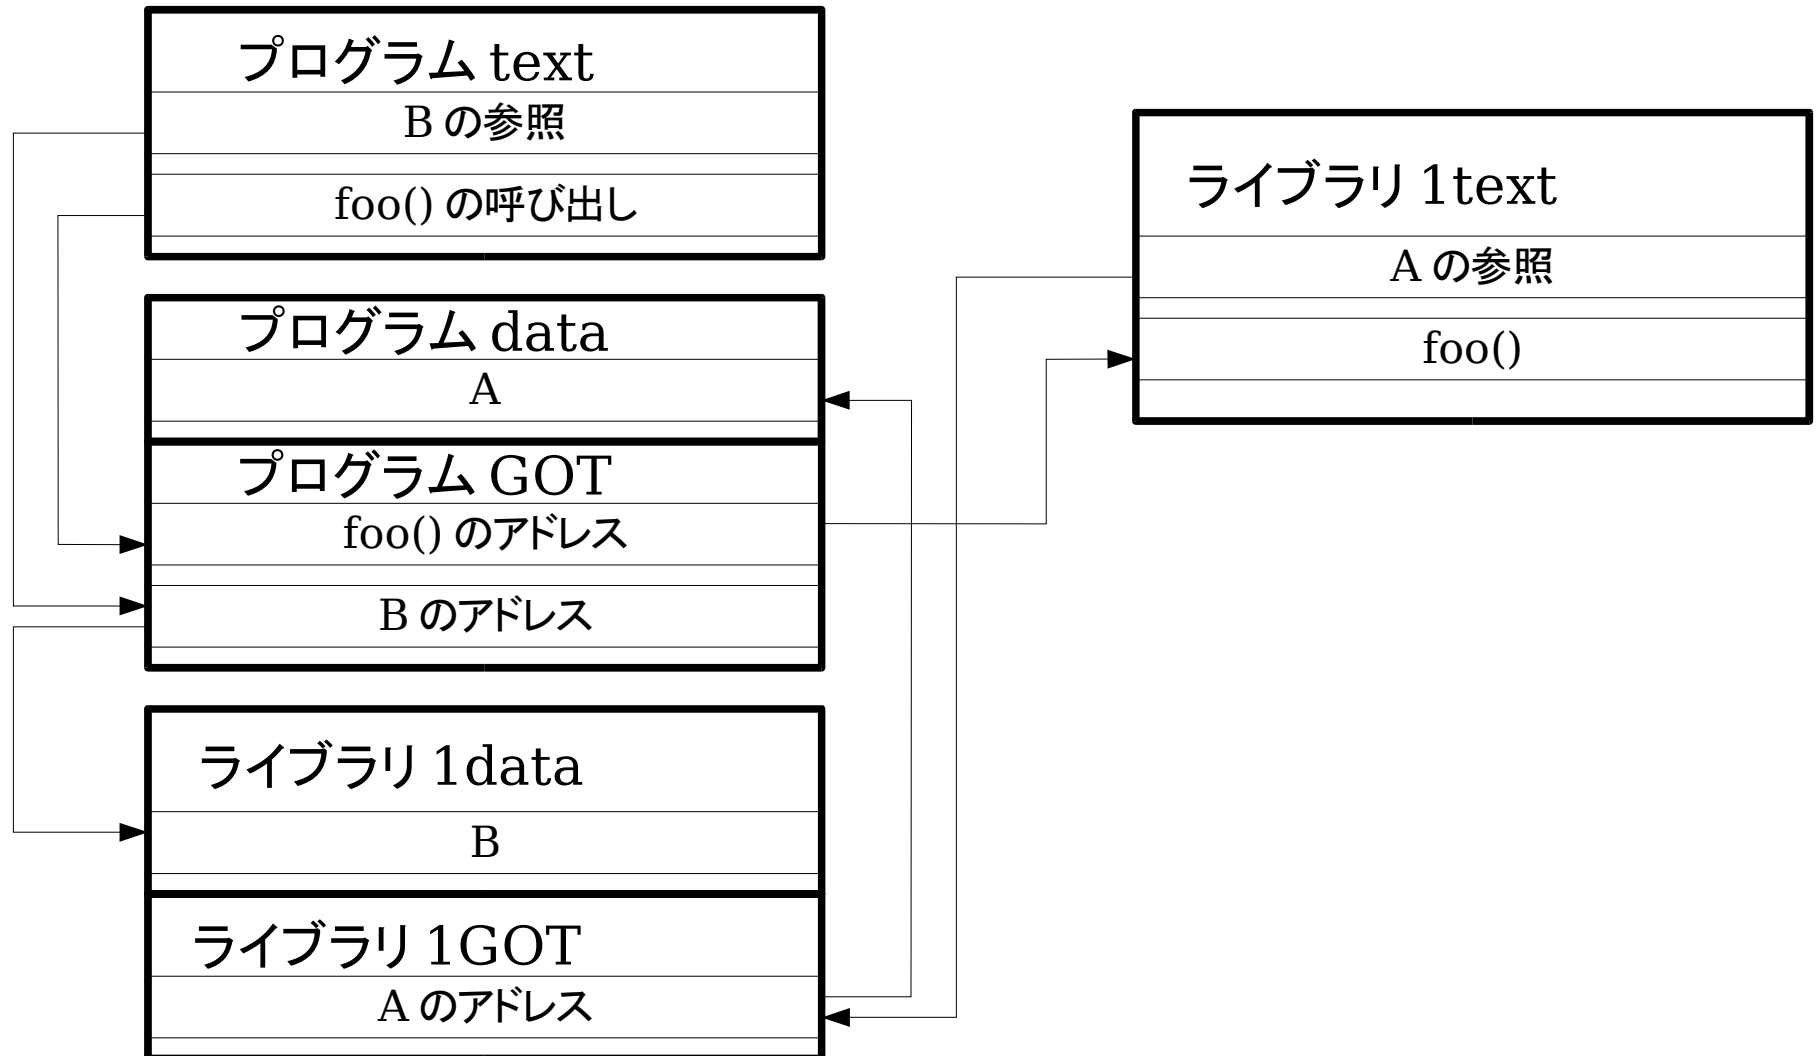 プログラム text
B の参照
foo() の呼び出し
プログラム data
A
プログラム GOT
foo() のアドレス
B のアドレス
ライブラリ 1data
B
ライブラリ 1GOT
A のアドレス
ライブラリ 1text
A の参照
foo()